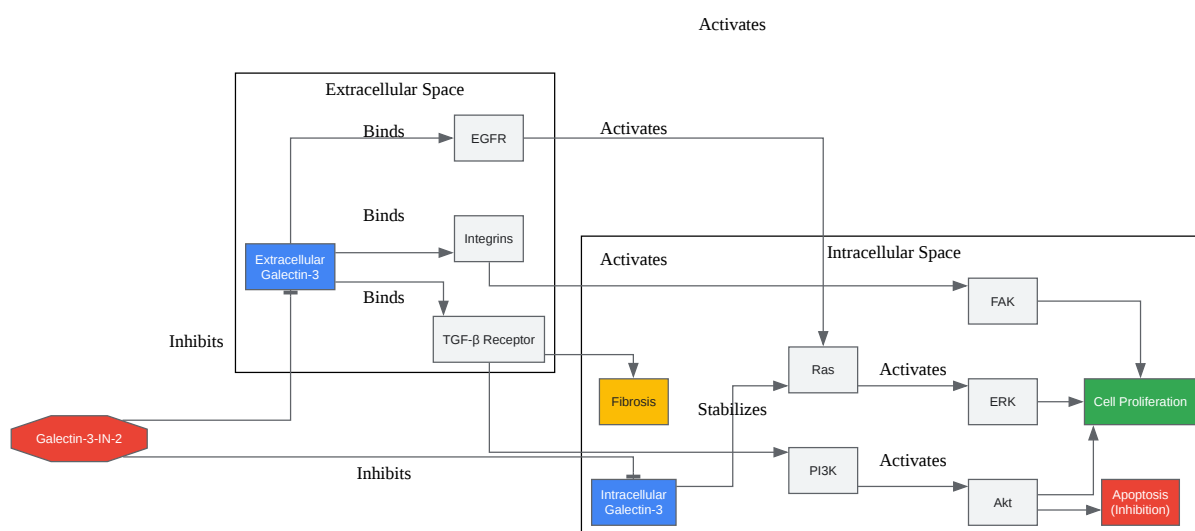 Activates
Extracellular Space
Binds
EGFR
Activates
Binds
Integrins
Extracellular
Galectin-3
Activates
Intracellular Space
Binds
FAK
Inhibits
TGF-β Receptor
Ras
Activates
Fibrosis
Stabilizes
ERK
Cell Proliferation
Galectin-3-IN-2
Inhibits
PI3K
Activates
Intracellular
Galectin-3
Akt
Apoptosis
(Inhibition)